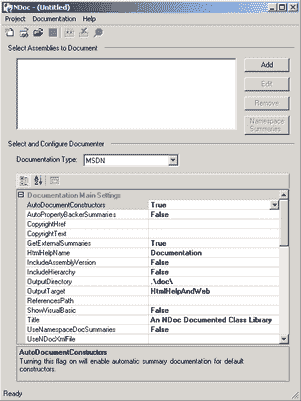 NDoc - (Untitled)
Project Documentation Help
Select Assemblies to Document
Add
Edit
Remove
Namespace
Summaries
Select and Configure Documenter
Documentation Type: MSDN
Documentation Main Settings
AutoDocumentConstructors True
AutoPropertyBackerSummaries False
CopyrightHref
CopyrightText
GetExternalSummaries True
HtmlHelpName Documentation
IncludeAssemblyVersion False
IncludeHierarchy False
OutputDirectory .\doc\
OutputTarget HtmlHelpAndWeb
ReferencesPath
ShowVisualBasic False
Title An NDoc Documented Class Library
UseNamespaceDocSummaries False
UseNDocXmlFile
AutoDocumentConstructors
Turning this flag on will enable automatic summary documentation for default
constructors.
Ready